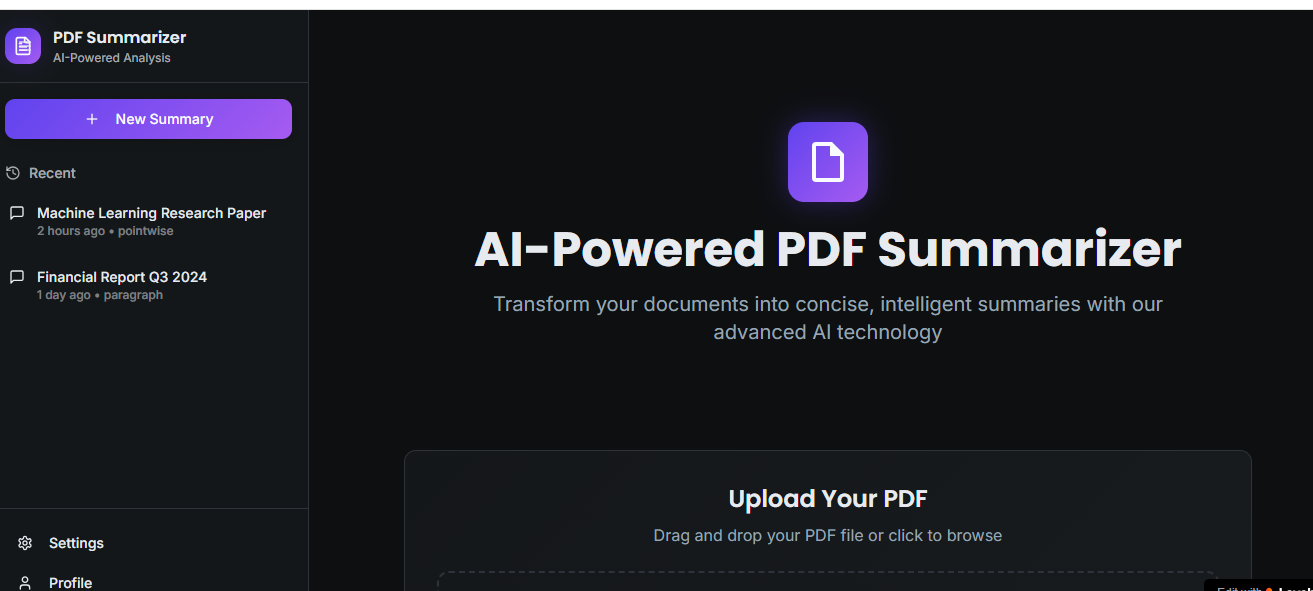 PDF Summarizer
AI-Powered Analysis
+ New Summary
Recent
Machine Learning Research Paper
2 hours ago • pointwise
Financial Report Q3 2024
1 day ago • paragraph
Settings
Profile
AI-Powered PDF Summarizer
Transform your documents into concise, intelligent summaries with our
advanced AI technology
Upload Your PDF
Drag and drop your PDF file or click to browse
Edit with